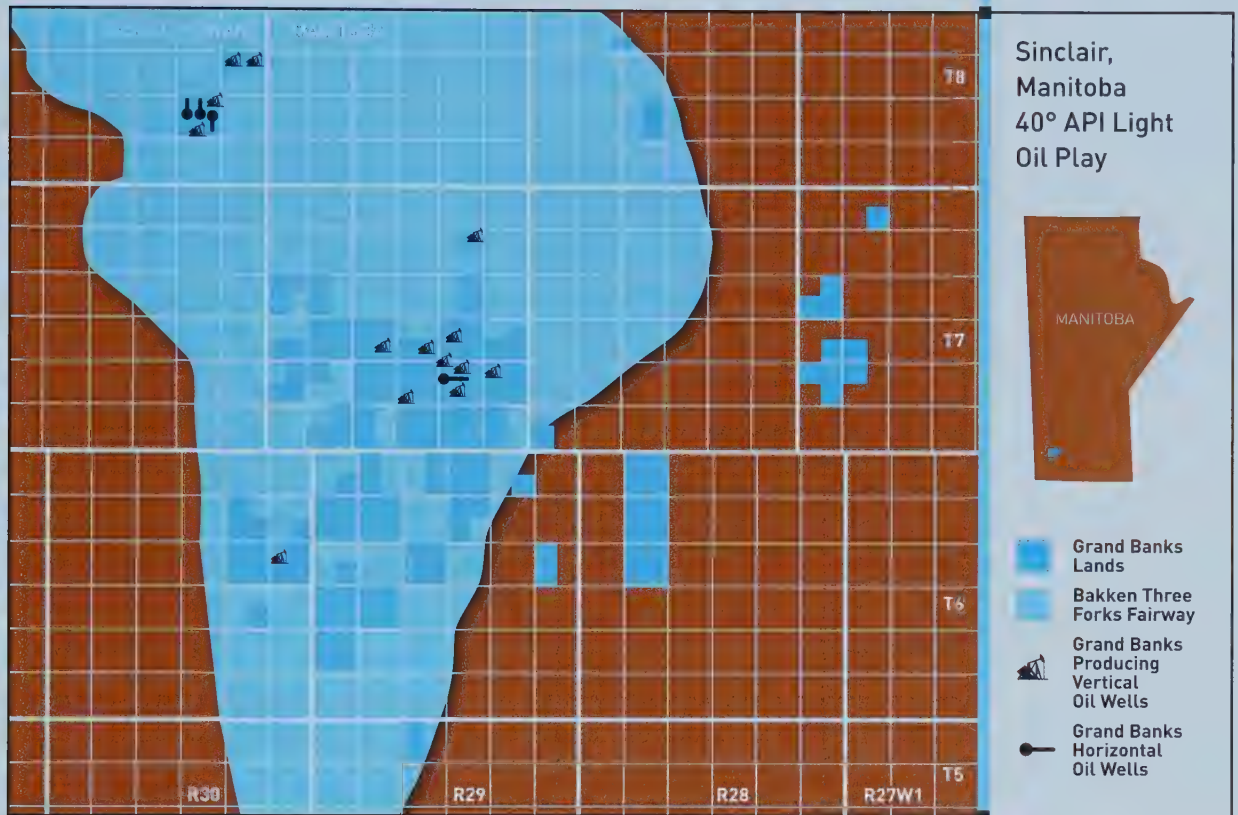 Sinclair,
Manitoba
40° API Light
Oil Play
MANITOBA
Grand Banks
Lands
Bakken Three
Forks Fairway
Grand Banks
Producing
Vertical
Oil Wells
Grand Banks
Horizontal
Oil Wells
T8
T7
T6
T5
R30
R29
R28
R27W1